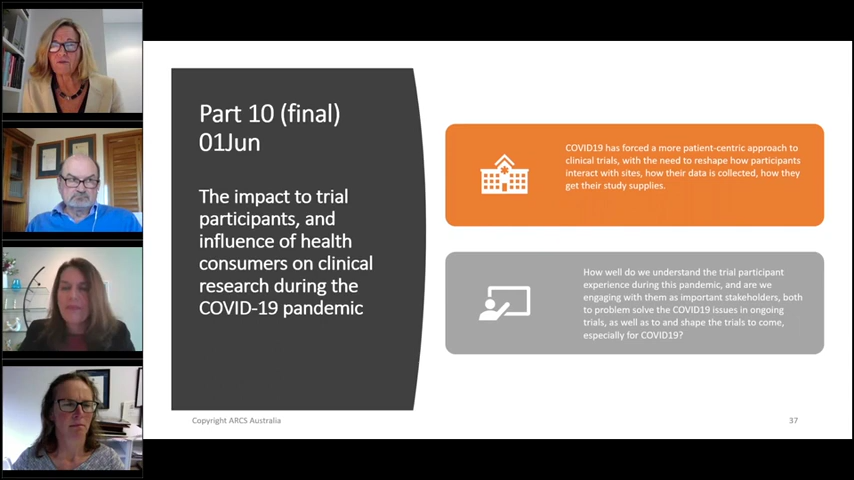 Part 10 (final)
01Jun
The impact to trial
participants, and
influence of health
consumers on clinical
research during the
COVID-19 pandemic
COVID19 has forced a more patient-centric approach to
clinical trials, with the need to reshape how participants
interact with sites, how their data is collected, how they
get their study supplies.
How well do we understand the trial participant
experience during this pandemic, and are we
engaging with them as important stakeholders, both
to problem solve the COVID19 issues in ongoing
trials, as well as to and shape the trials to come,
especially for COVID19?
Copyright ARCS Australia
37